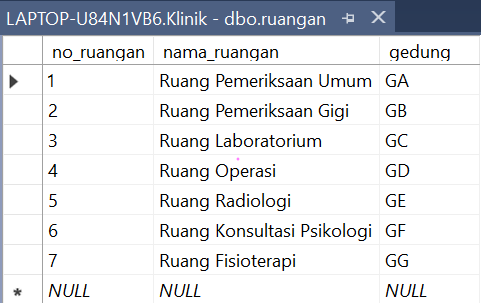 LAPTOP-U84N1VB6.Klinik - dbo.ruangan
no_ruangan nama_ruangan gedung
1 Ruang Pemeriksaan Umum GA
2 Ruang Pemeriksaan Gigi GB
3 Ruang Laboratorium GC
4 Ruang Operasi GD
5 Ruang Radiologi GE
6 Ruang Konsultasi Psikologi GF
7 Ruang Fisioterapi GG
NULL NULL NULL